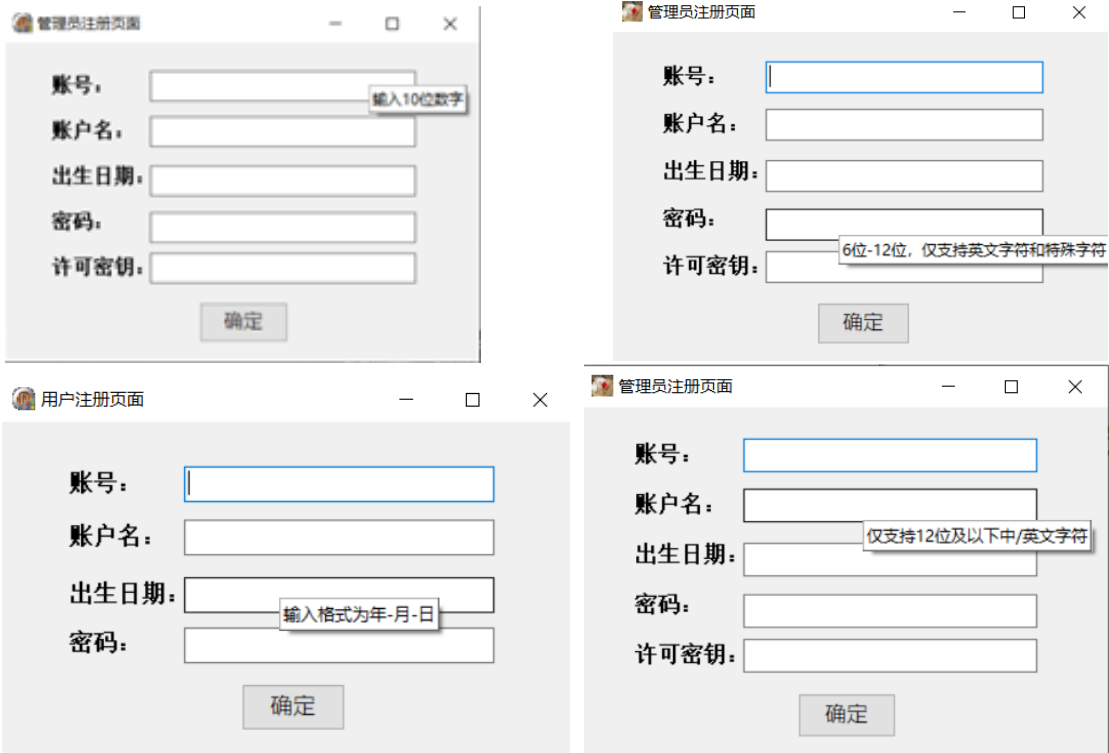 管理员注册页面
账号：
输入10位数字
账户名：
出生日期：
密码：
许可密钥：
确定
管理员注册页面
账号：
账户名：
出生日期：
密码：
6位-12位，仅支持英文字符和特殊字符
许可密钥：
确定
用户注册页面
账号：
账户名：
出生日期：
输入格式为年-月-日
密码：
确定
管理员注册页面
账号：
账户名：
仅支持12位及以下中/英文字符
出生日期：
密码：
许可密钥：
确定